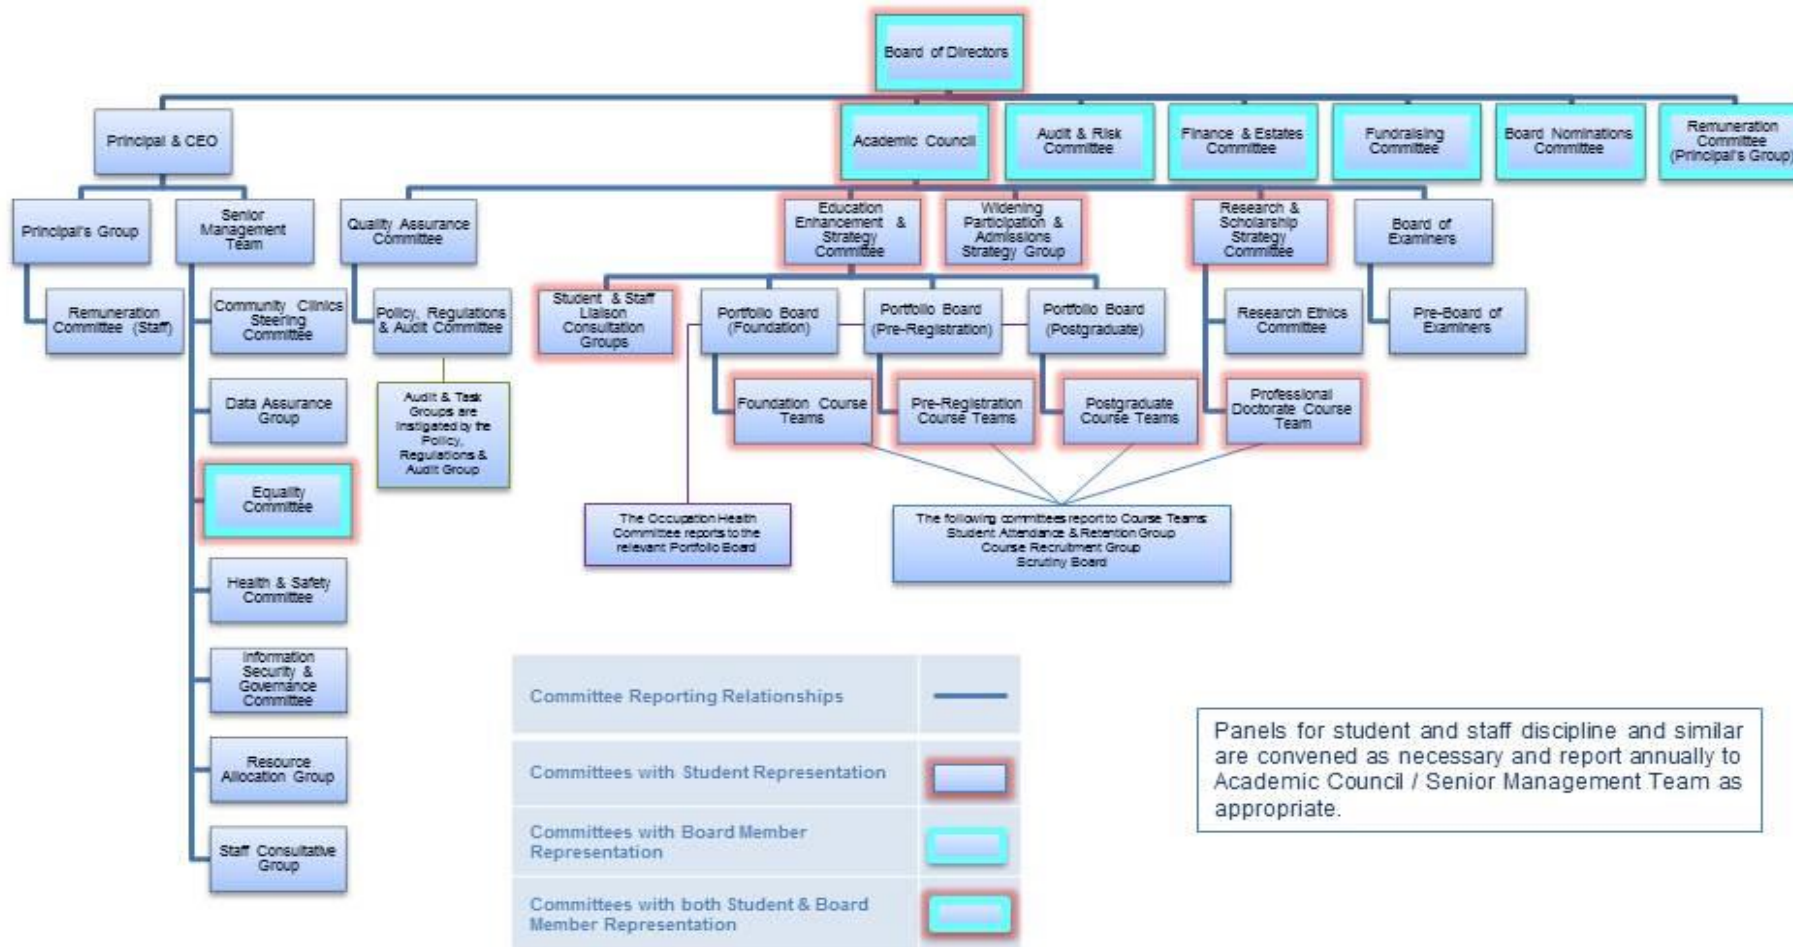 Board of Directors
Principal & CEO
Academic Council
Audit & Risk
Committee
Finance & Estates
Committee
Fundraising
Committee
Board Nominations
Committee
Remuneration
Committee
(Principal's Group)
Principal's Group
Senior
Management
Team
Quality Assurance
Committee
Education
Enhancement &
Strategy
Committee
Widening
Participation &
Admissions
Strategy Group
Research &
Scholarship
Strategy
Committee
Board of
Examiners
Remuneration
Committee (Staff)
Community Clinics
Steering
Committee
Policy, Regulations
& Audit Committee
Student & Staff
Liaison
Consultation
Groups
Portfolio Board
(Foundation)
Portfolio Board
(Pre-Registration)
Portfolio Board
(Postgraduate)
Research Ethics
Committee
Pre-Board of
Examiners
Data Assurance
Group
Audit & Task
Groups are
Instigated by the
Policy,
Regulations &
Audit Group
Foundation Course
Teams
Pre-Registration
Course Teams
Postgraduate
Course Teams
Professional
Doctorate Course
Team
Equality
Committee
The Occupation Health
Committee reports to the
relevant Portfolio Board
The following committees report to Course Teams
Student Attendance & Retention Group
Course Recruitment Group
Scrutiny Board
Health & Safety
Committee
Information
Security &
Governance
Committee
Resource
Allocation Group
Staff Consultative
Group
Committee Reporting Relationships
Committees with Student Representation
Committees with Board Member
Representation
Committees with both Student & Board
Member Representation
Panels for student and staff discipline and similar
are convened as necessary and report annually to
Academic Council / Senior Management Team as
appropriate.